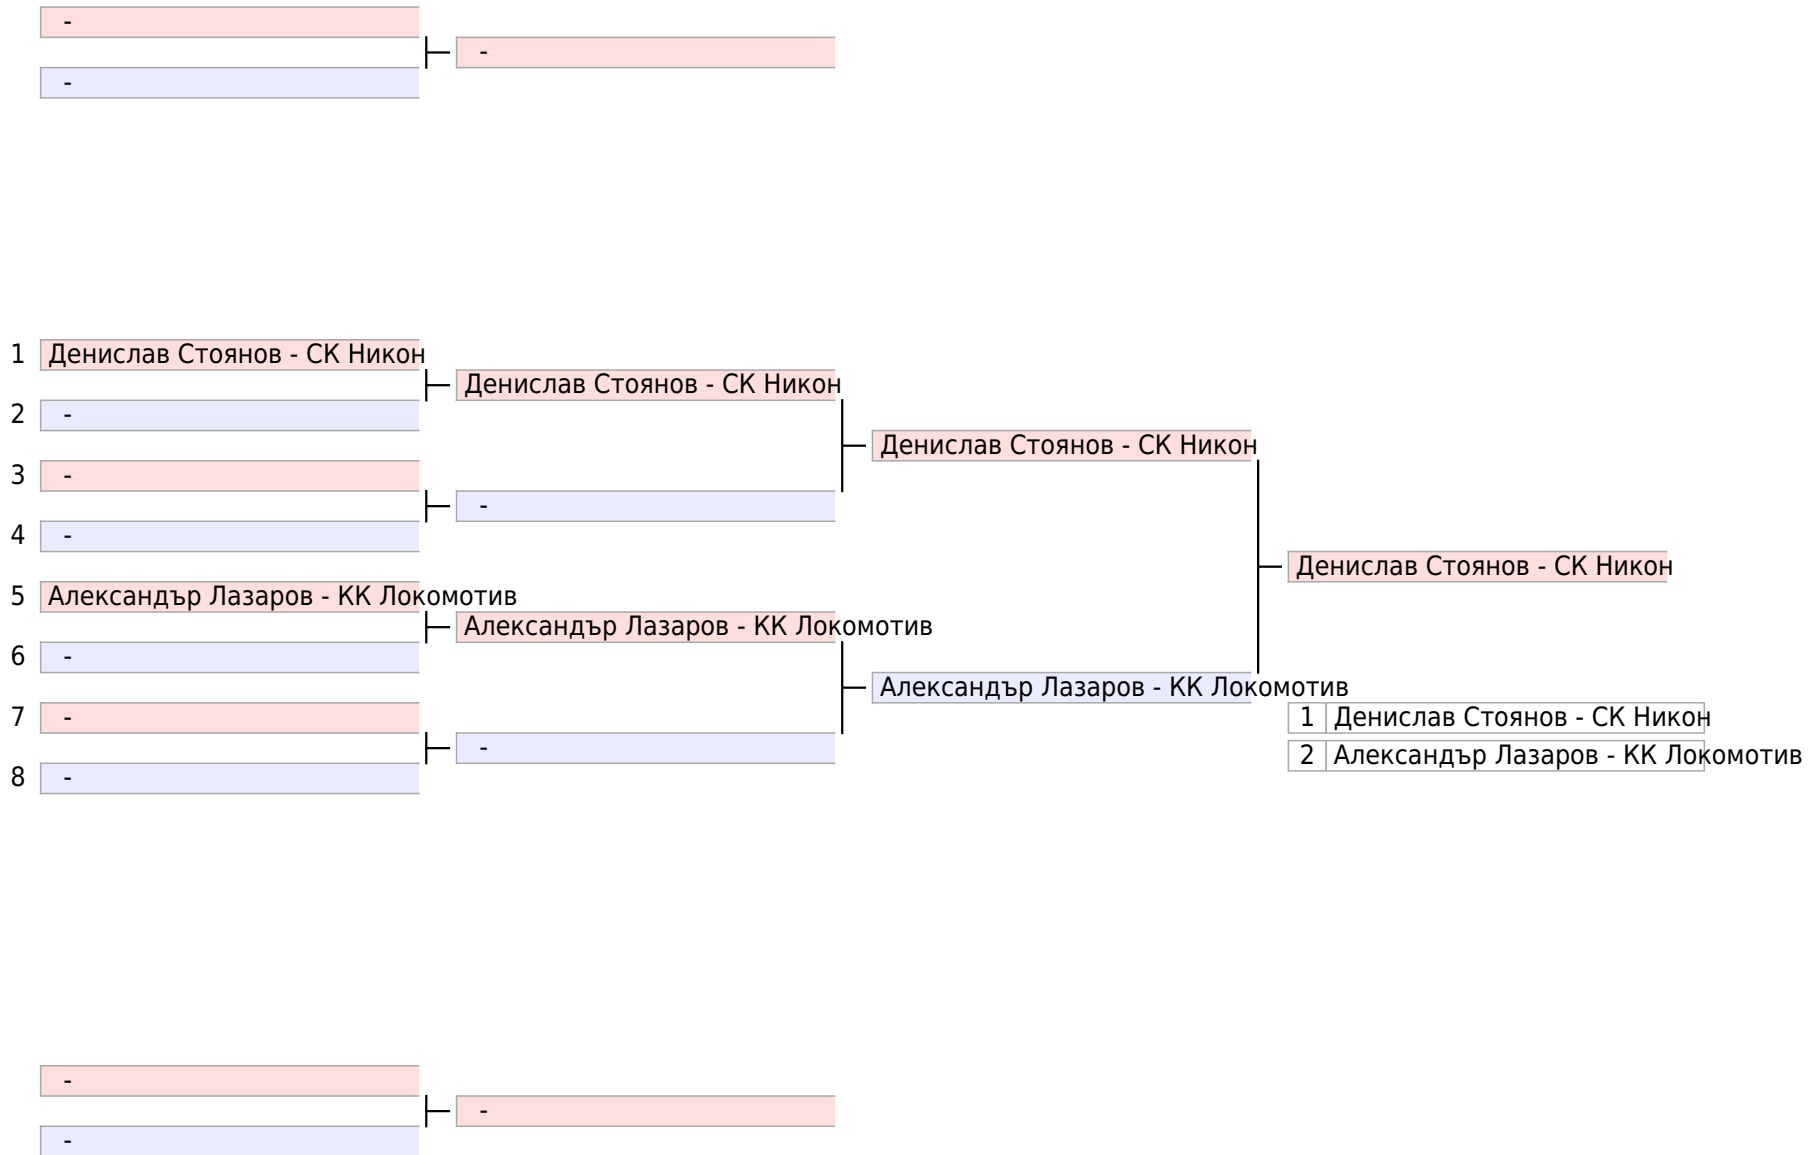 -
-
-
1 Денислав Стоянов - СК Никон
Денислав Стоянов - СК Никон
2 -
Денислав Стоянов - СК Никон
3 -
-
4 -
Денислав Стоянов - СК Никон
5 Александър Лазаров - КК Локомотив
Александър Лазаров - КК Локомотив
6 -
Александър Лазаров - КК Локомотив
7 -
1 Денислав Стоянов - СК Никон
-
2 Александър Лазаров - КК Локомотив
8 -
-
-
-